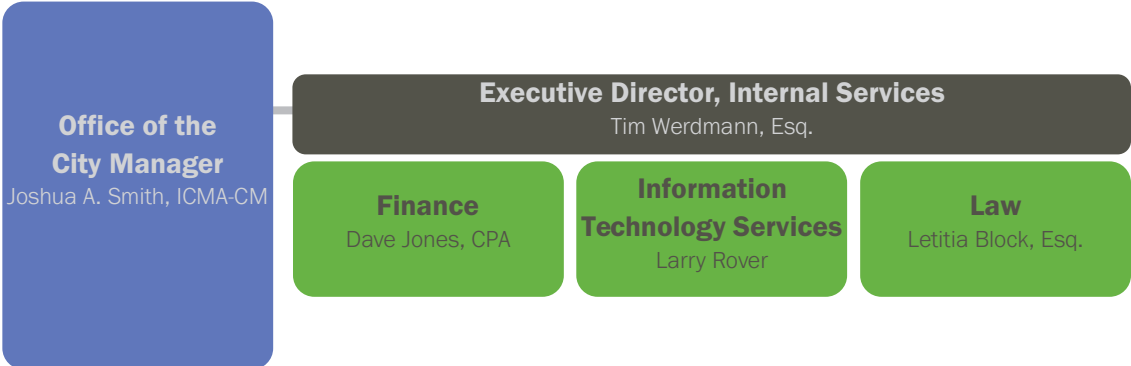 Office of the
City Manager
Joshua A. Smith, ICMA-CM
Executive Director, Internal Services
Tim Werdmann, Esq.
Finance
Dave Jones, CPA
Information
Technology Services
Larry Rover
Law
Letitia Block, Esq.